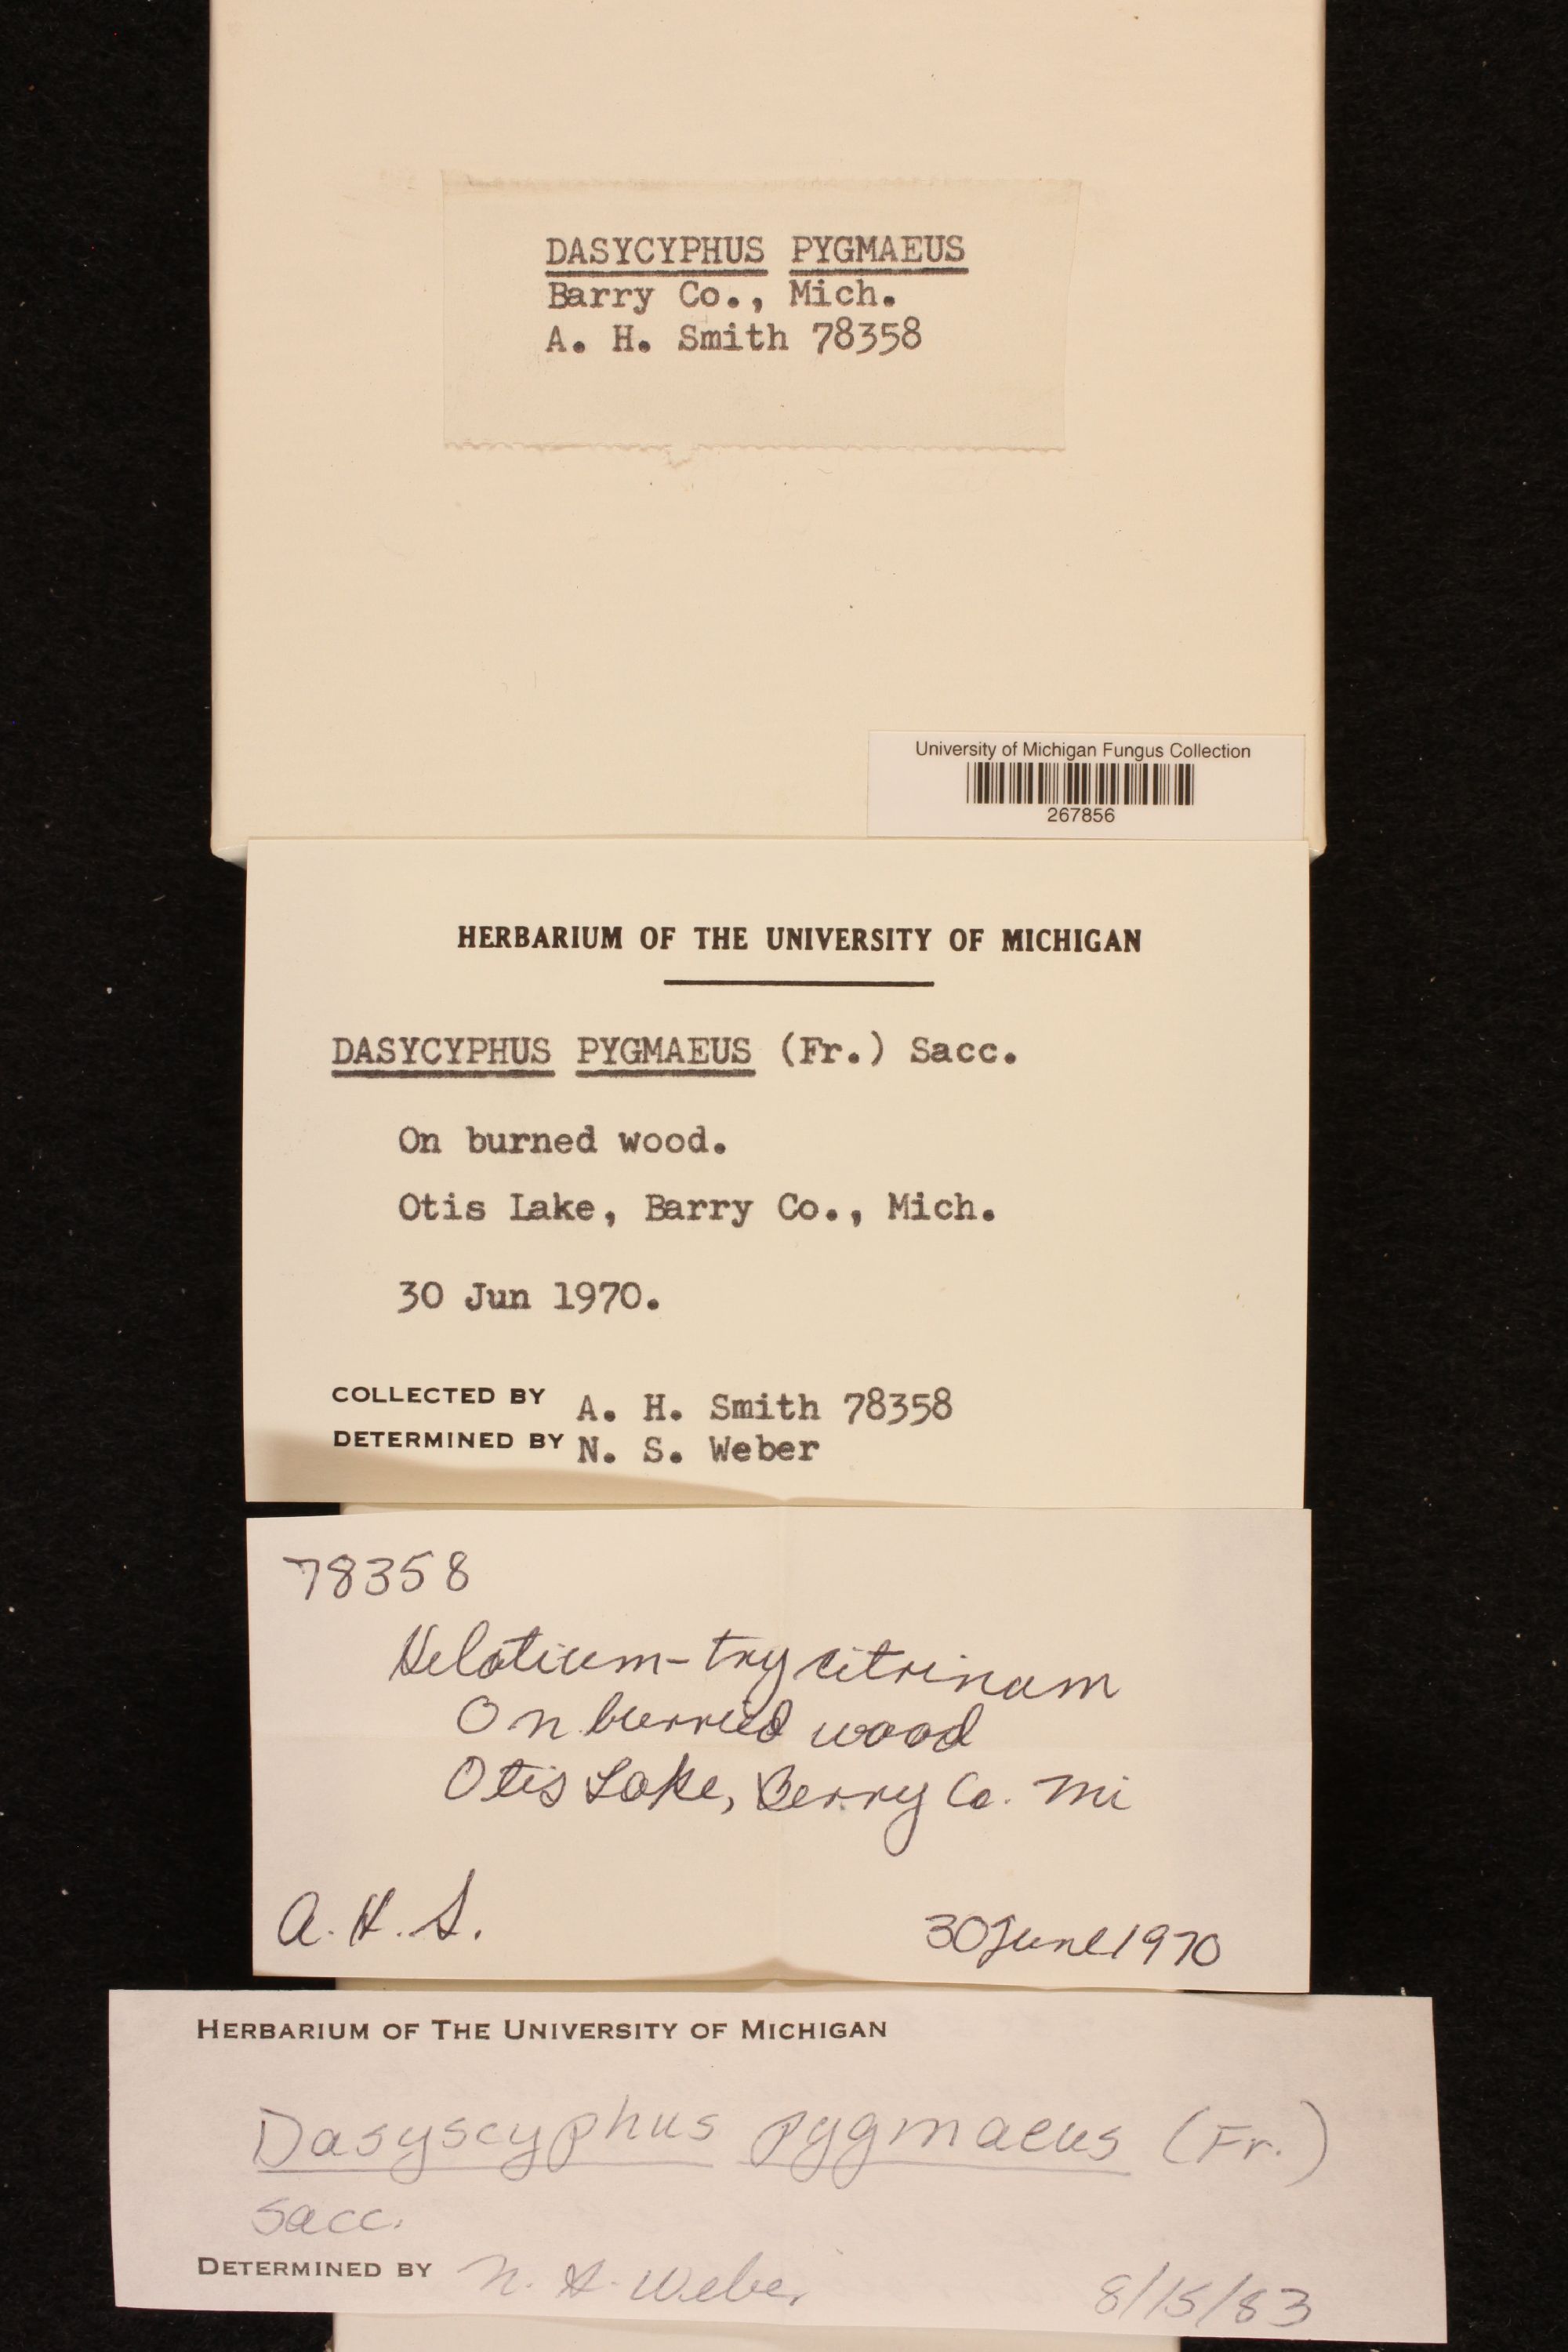 DASYCYPHUS PYGMAEUS
Barry Co., Mich.
A. H. Smith 78358
University of Michigan Fungus Collection
267856
HERBARIUM OF THE UNIVERSITY OF MICHIGAN
DASYCYPHUS PYGMAEUS (Fr.) Sacc.
On burned wood.
Otis Lake, Barry Co., Mich.
30 Jun 1970.
COLLECTED BY A. H. Smith 78358
DETERMINED BY N. S. Weber
78358
Helotium-try citrinum
On burried wood
Otis Lake, Berry Co. Mi
A. H. S.
30 June 1970
HERBARIUM OF THE UNIVERSITY OF MICHIGAN
Dasyscyphus pygmaeus (Fr.)
Sacc.
DETERMINED BY N. S. Weber 8/15/83